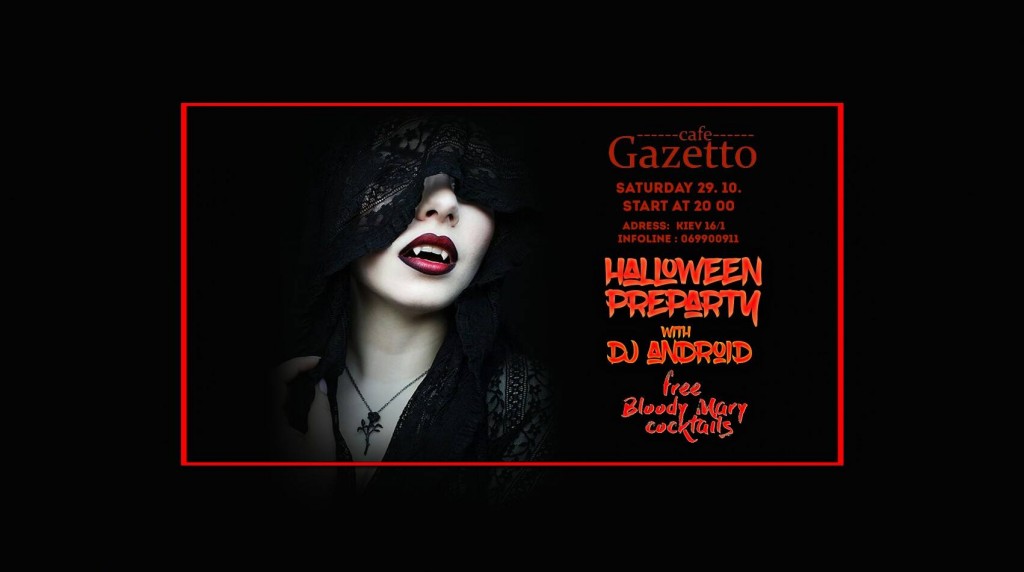 ------cafe------
Gazetto
SATURDAY 29. 10.
START AT 20 00
ADRESS: KIEV 16/1
INFOLINE : 069900911
HALLOWEEN
PREPARTY
WITH
DJ ANDROID
free
Bloody Mary
cocktails